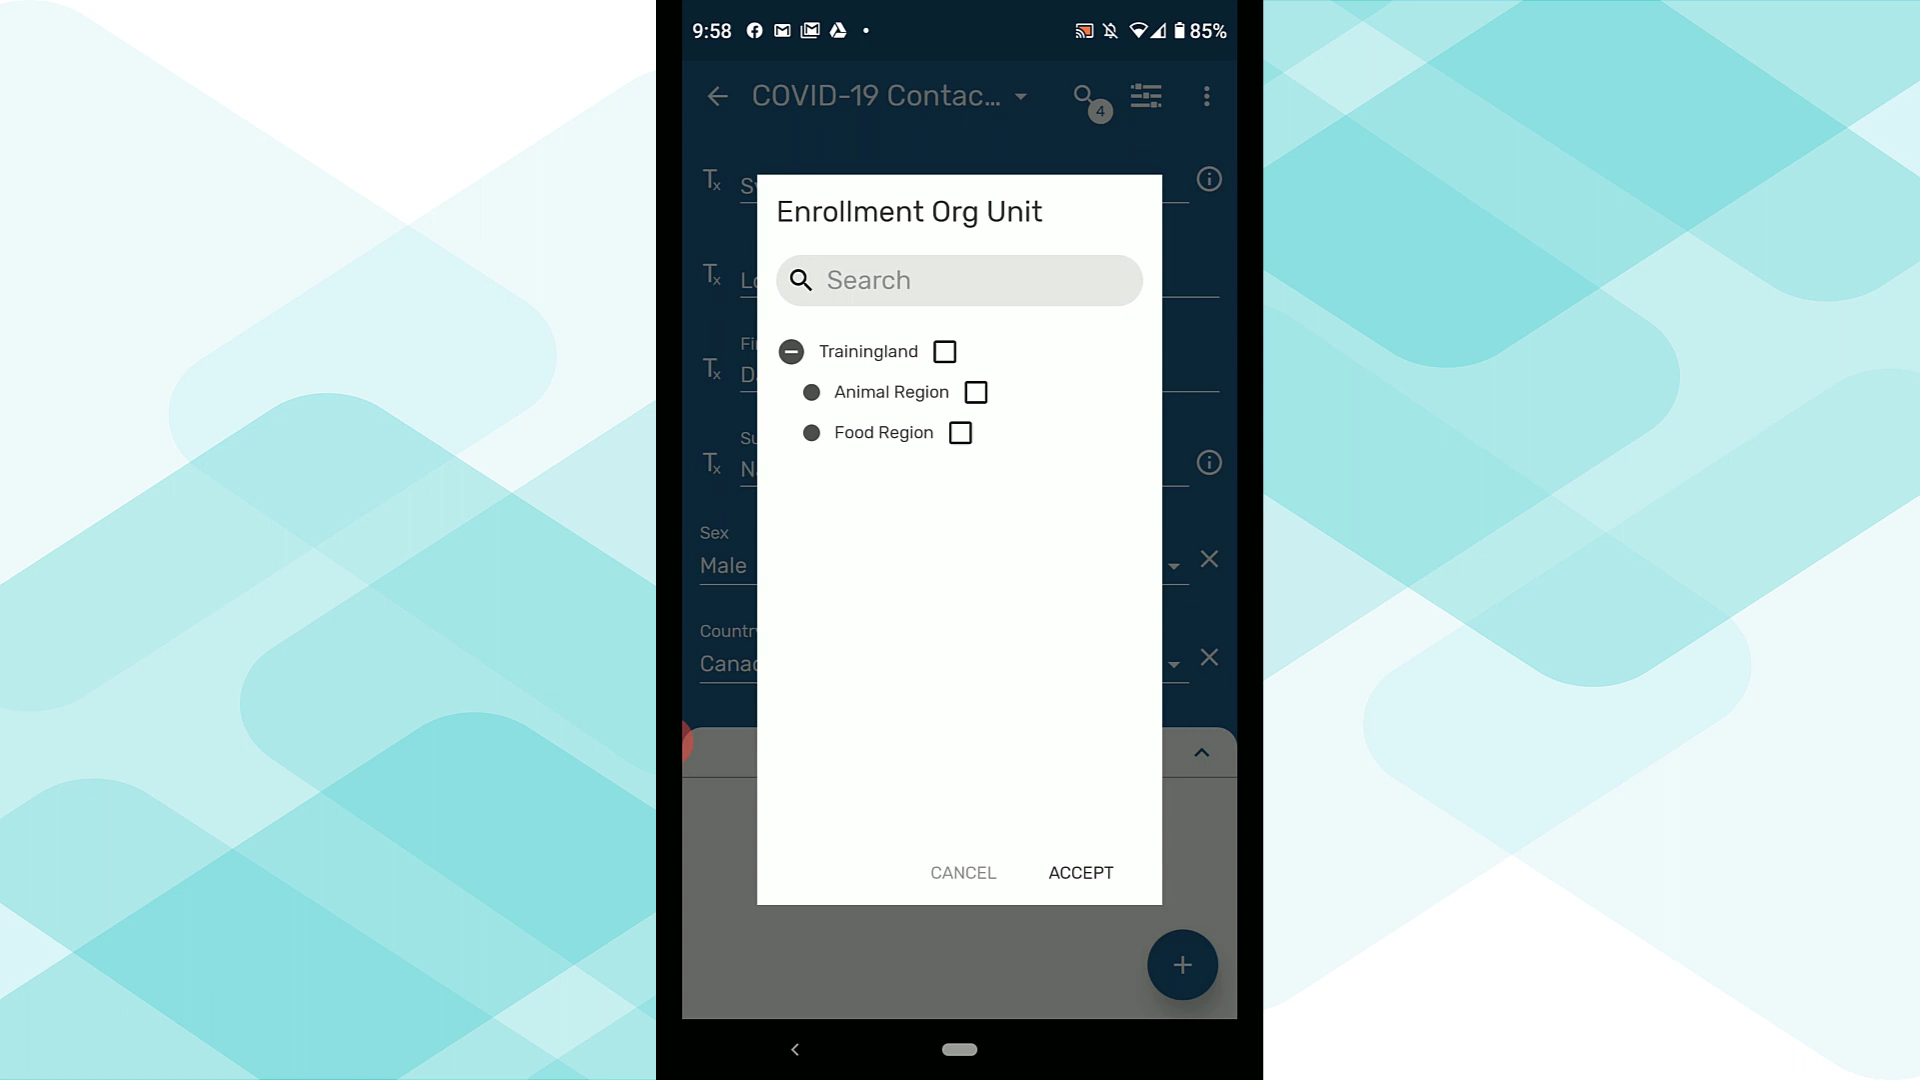 9:58
85%
COVID-19 Contac...
4
Enrollment Org Unit
Search
Trainingland
Animal Region
Food Region
Sex
Male
CANCEL
ACCEPT